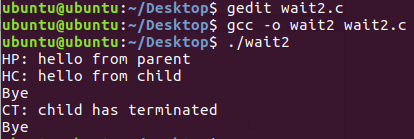 ubuntu@ubuntu:~/Desktop$ gedit wait2.c
ubuntu@ubuntu:~/Desktop$ gcc -o wait2 wait2.c
ubuntu@ubuntu:~/Desktop$ ./wait2
HP: hello from parent
HC: hello from child
Bye
CT: child has terminated
Bye